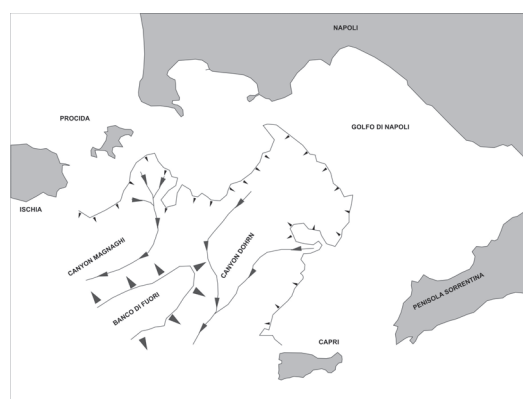 NAPOLI
PROCIDA
GOLFO DI NAPOLI
ISCHIA
CANYON MAGNAGHI
CANYON DOHRN
BANCO DI FUORI
PENISOLA SORRENTINA
CAPRI